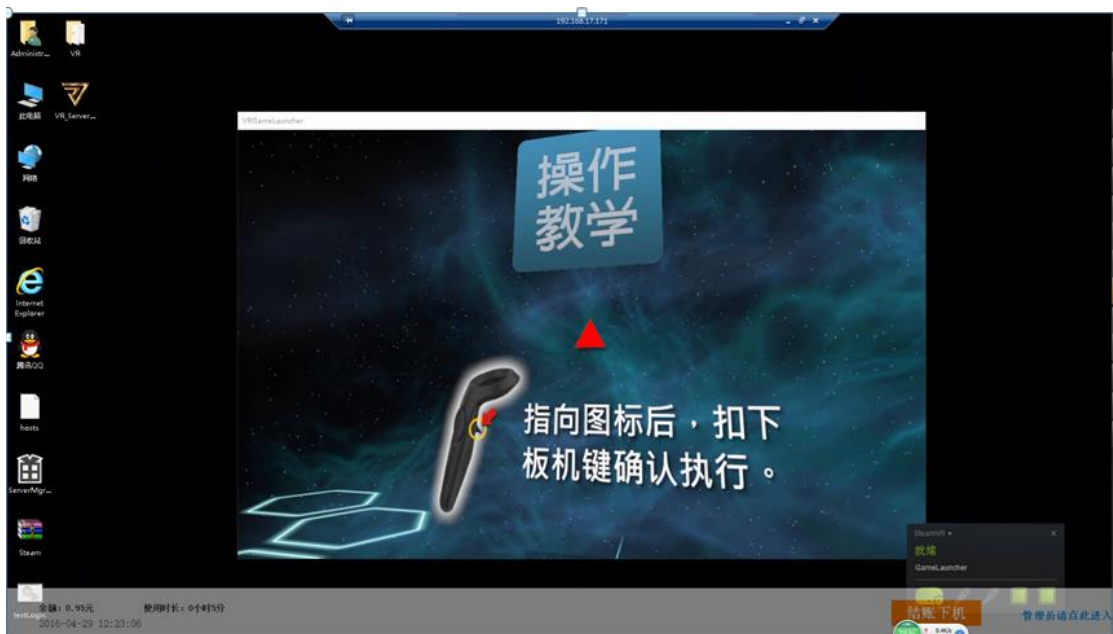 192.168.17.171
Administr...
VR
此电脑
VR_Server...
网络
回收站
Internet
Explorer
腾讯QQ
hosts
ServerMgr...
Steam
testLogin
VRGameLauncher
操作
教学
指向图标后，扣下
板机键确认执行。
SteamVR
就绪
GameLauncher
余额：0.95元
使用时长：0小时5分
2016-04-29 12:23:06
结账下机
管理员请点此进入